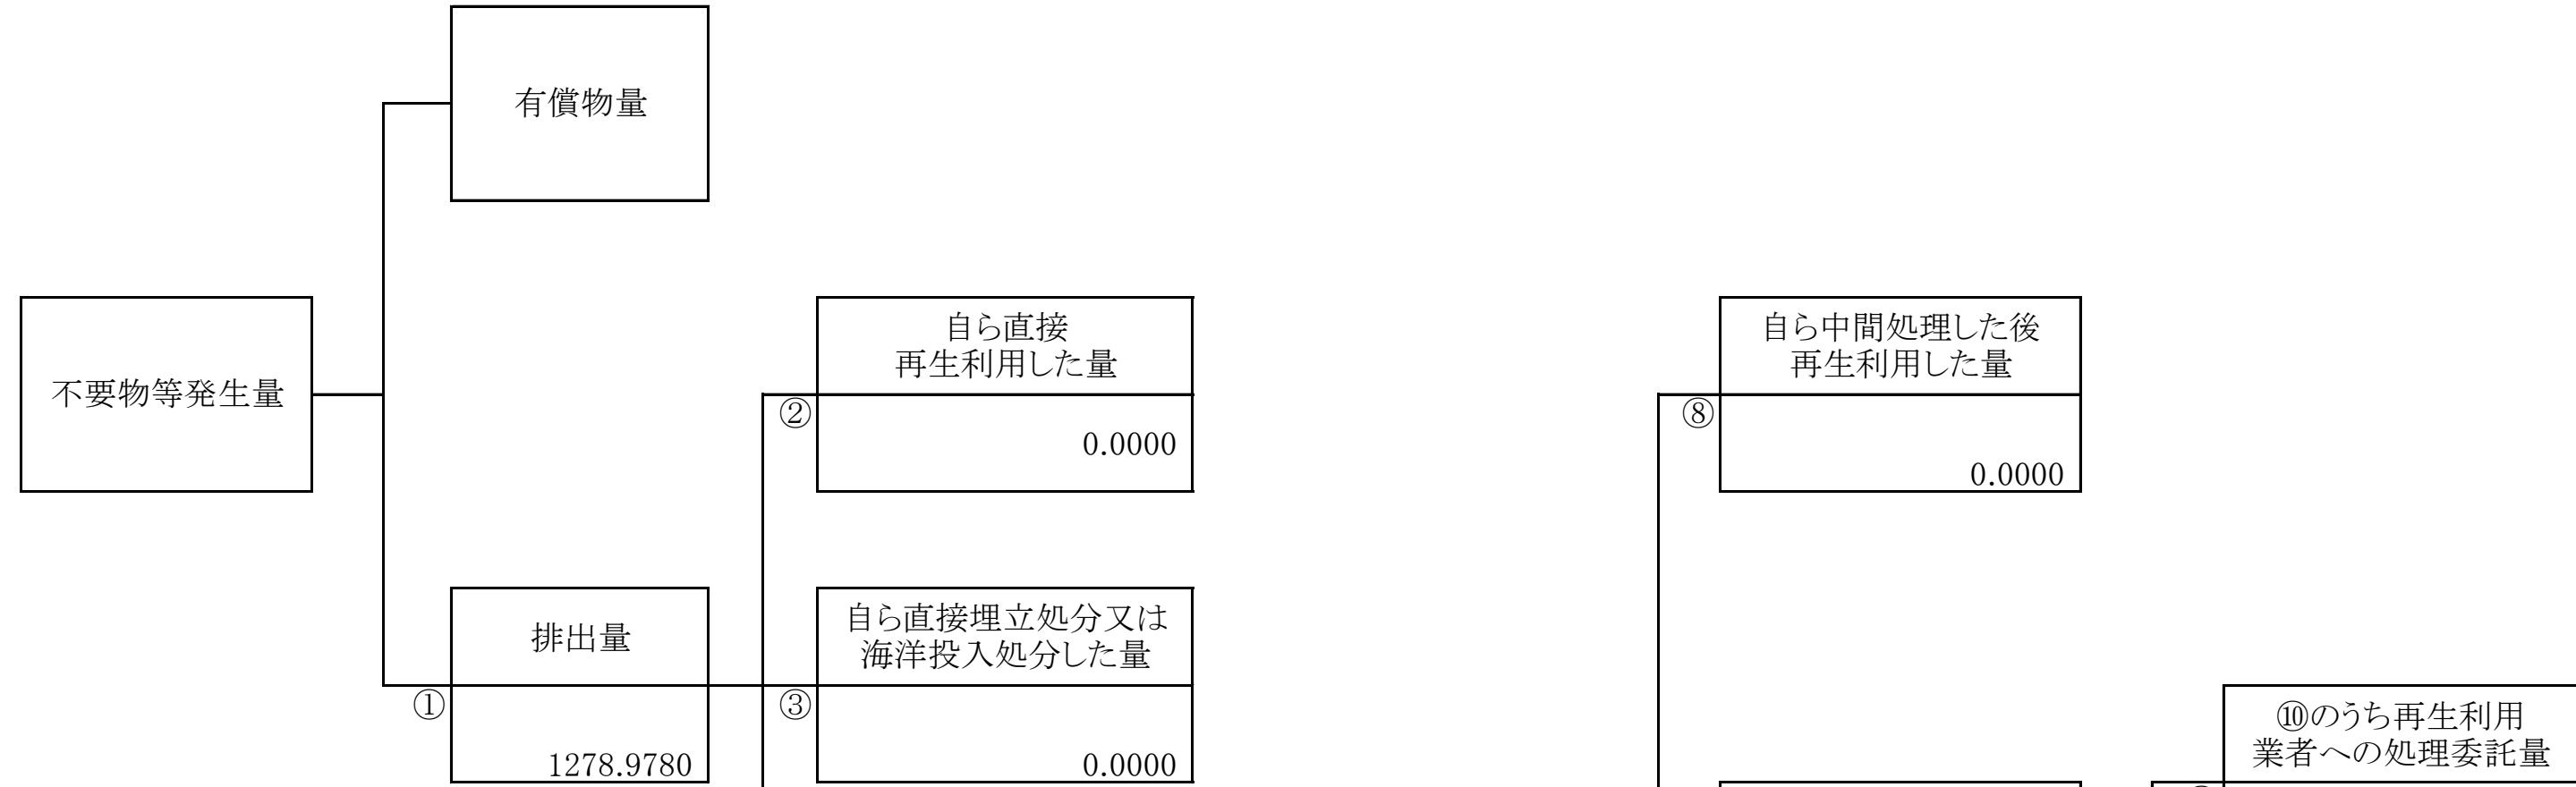 有償物量
不要物等発生量
自ら直接
再生利用した量
②
0.0000
自ら中間処理した後
再生利用した量
⑧
0.0000
排出量
①
1278.9780
自ら直接埋立処分又は
海洋投入処分した量
③
0.0000
⑩のうち再生利用
業者への処理委託量